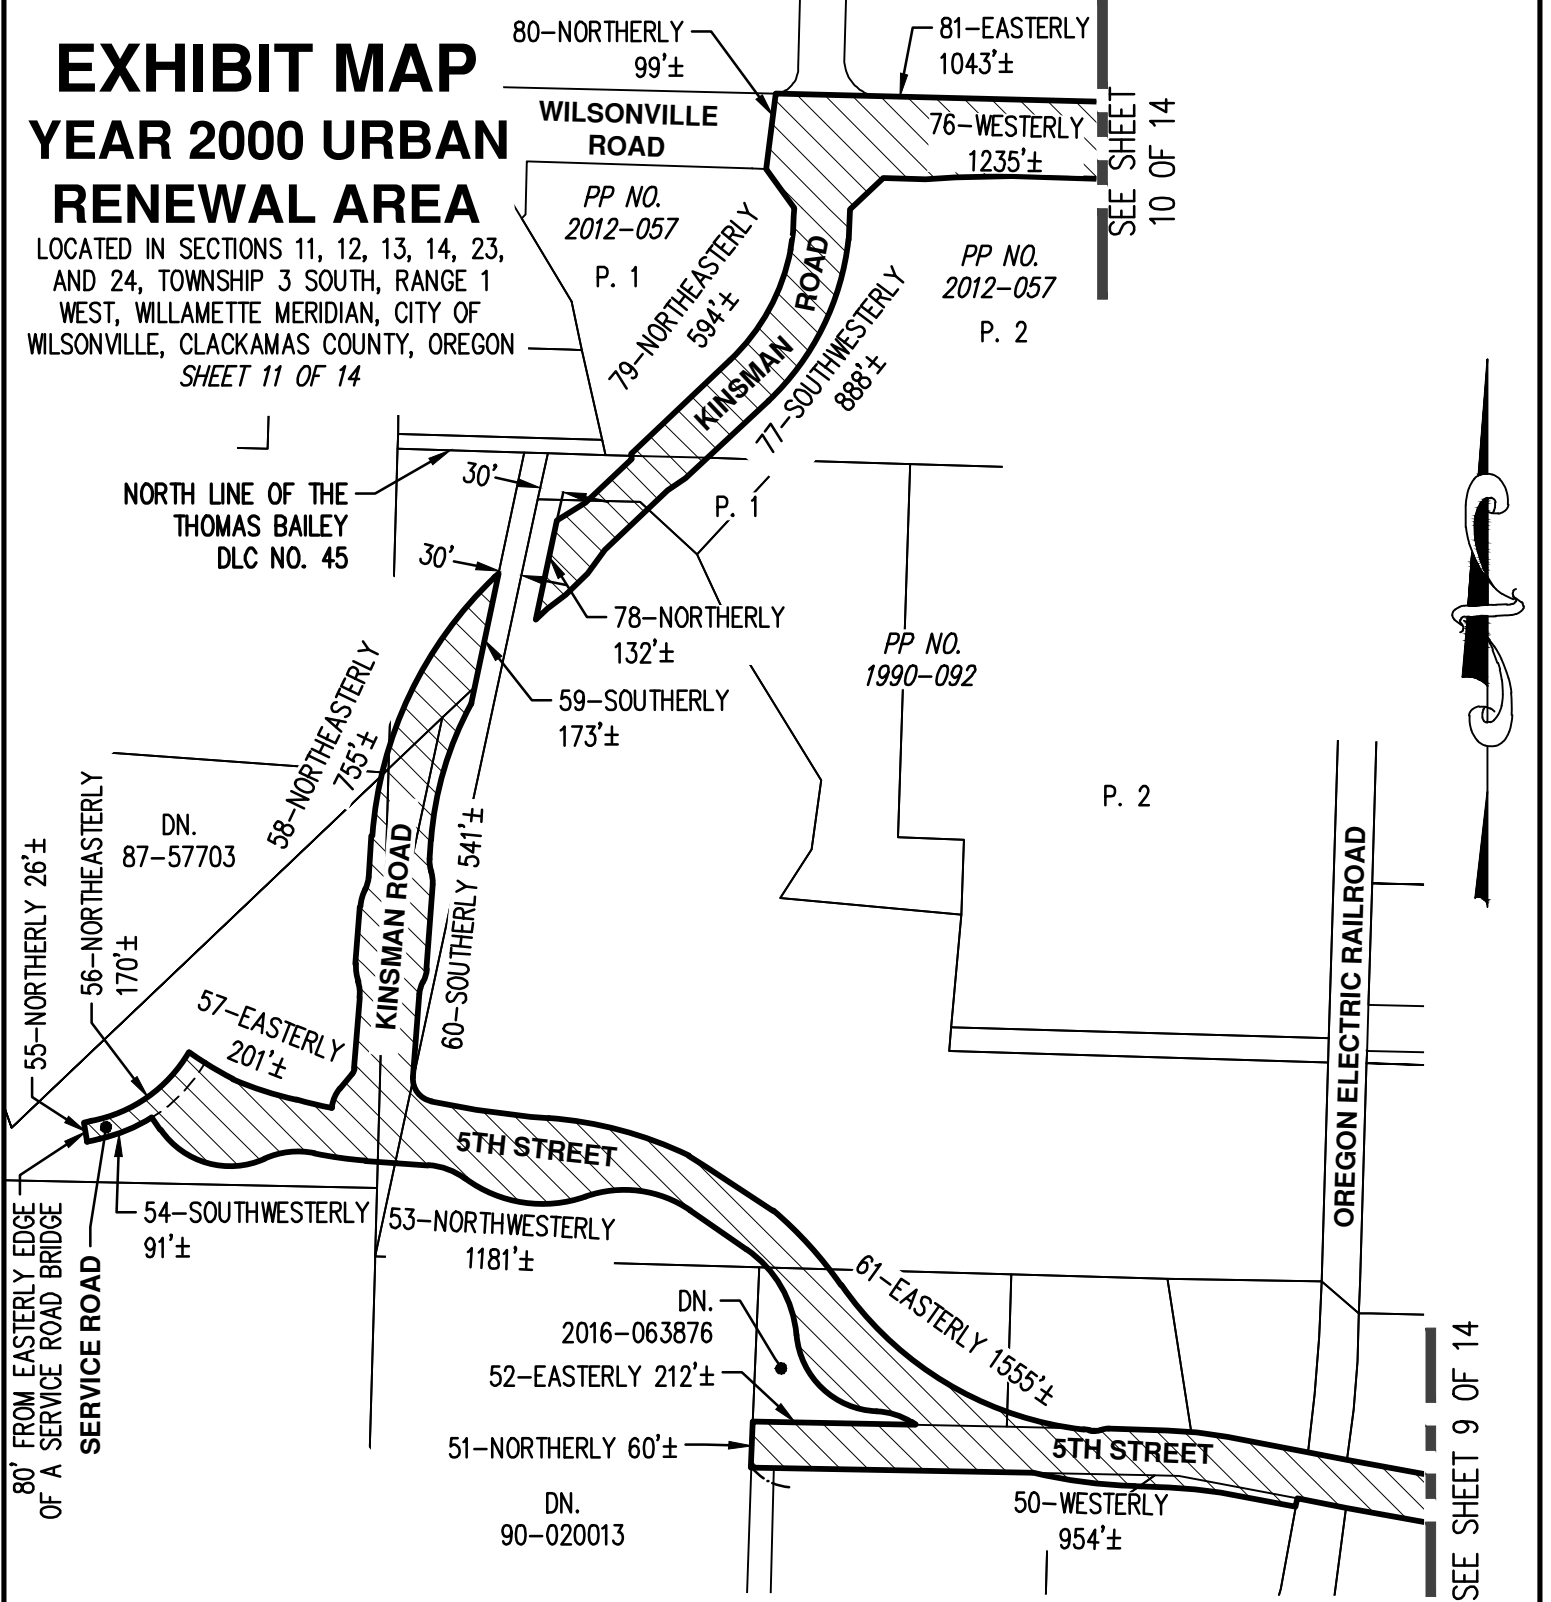 EXHIBIT MAP
YEAR 2000 URBAN
RENEWAL AREA
LOCATED IN SECTIONS 11, 12, 13, 14, 23,
AND 24, TOWNSHIP 3 SOUTH, RANGE 1
WEST, WILLAMETTE MERIDIAN, CITY OF
WILSONVILLE, CLACKAMAS COUNTY, OREGON
SHEET 11 OF 14
80-NORTHERLY
99'±
81-EASTERLY
1043'±
WILSONVILLE
ROAD
76-WESTERLY
1235'±
SEE SHEET
10 OF 14
PP NO.
2012-057
P. 1
79-NORTHEASTERLY
594'±
KINSMAN ROAD
77-SOUTHWESTERLY
888'±
PP NO.
2012-057
P. 2
NORTH LINE OF THE
THOMAS BAILEY
DLC NO. 45
30'
30'
P. 1
78-NORTHERLY
132'±
59-SOUTHERLY
173'±
PP NO.
1990-092
P. 2
58-NORTHEASTERLY
755'±
DN.
87-57703
55-NORTHERLY 26'±
56-NORTHEASTERLY
170'±
57-EASTERLY
201'±
KINSMAN ROAD
60-SOUTHERLY 541'±
OREGON ELECTRIC RAILROAD
5TH STREET
54-SOUTHWESTERLY
91'±
53-NORTHWESTERLY
1181'±
80' FROM EASTERLY EDGE
OF A SERVICE ROAD BRIDGE
SERVICE ROAD
61-EASTERLY 1555'±
DN.
2016-063876
52-EASTERLY 212'±
51-NORTHERLY 60'±
5TH STREET
50-WESTERLY
954'±
DN.
90-020013
SEE SHEET 9 OF 14